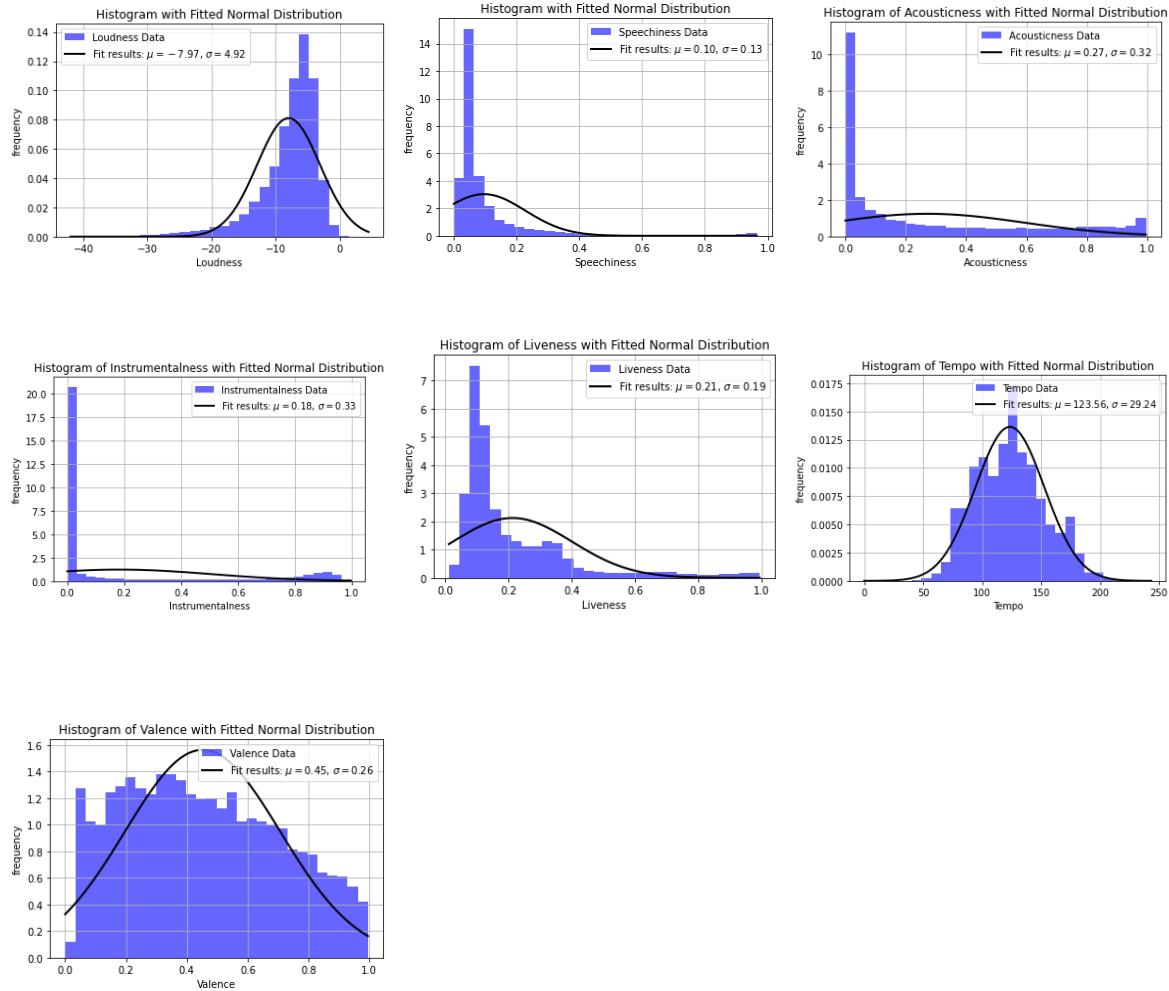 Histogram with Fitted Normal Distribution
Loudness Data
Fit results: μ = −7.97, σ = 4.92
0.14
0.12
0.10
0.08
0.06
0.04
0.02
0.00
frequency
−40 −20 0
Loudness
Histogram with Fitted Normal Distribution
Speechiness Data
Fit results: μ = 0.10, σ = 0.13
14
12
10
8
6
4
2
0
frequency
0.0 0.2 0.4 0.6 0.8 1.0
Speechiness
Histogram of Acousticness with Fitted Normal Distribution
Acousticness Data
Fit results: μ = 0.27, σ = 0.32
10
8
6
4
2
0
frequency
0.0 0.2 0.4 0.6 0.8 1.0
Acousticness
Histogram of Instrumentalness with Fitted Normal Distribution
Instrumentalness Data
Fit results: μ = 0.18, σ = 0.33
20.0
17.5
15.0
12.5
10.0
7.5
5.0
2.5
0.0
frequency
0.0 0.2 0.4 0.6 0.8 1.0
Instrumentalness
Histogram of Liveness with Fitted Normal Distribution
Liveness Data
Fit results: μ = 0.21, σ = 0.19
7
6
5
4
3
2
1
0
frequency
0.0 0.2 0.4 0.6 0.8 1.0
Liveness
Histogram of Tempo with Fitted Normal Distribution
Tempo Data
Fit results: μ = 123.56, σ = 29.24
0.0175
0.0150
0.0125
0.0100
0.0075
0.0050
0.0025
0.0000
frequency
0 50 100 150 200 250
Tempo
Histogram of Valence with Fitted Normal Distribution
Valence Data
Fit results: μ = 0.45, σ = 0.26
1.6
1.4
1.2
1.0
0.8
0.6
0.4
0.2
0.0
frequency
0.0 0.2 0.4 0.6 0.8 1.0
Valence